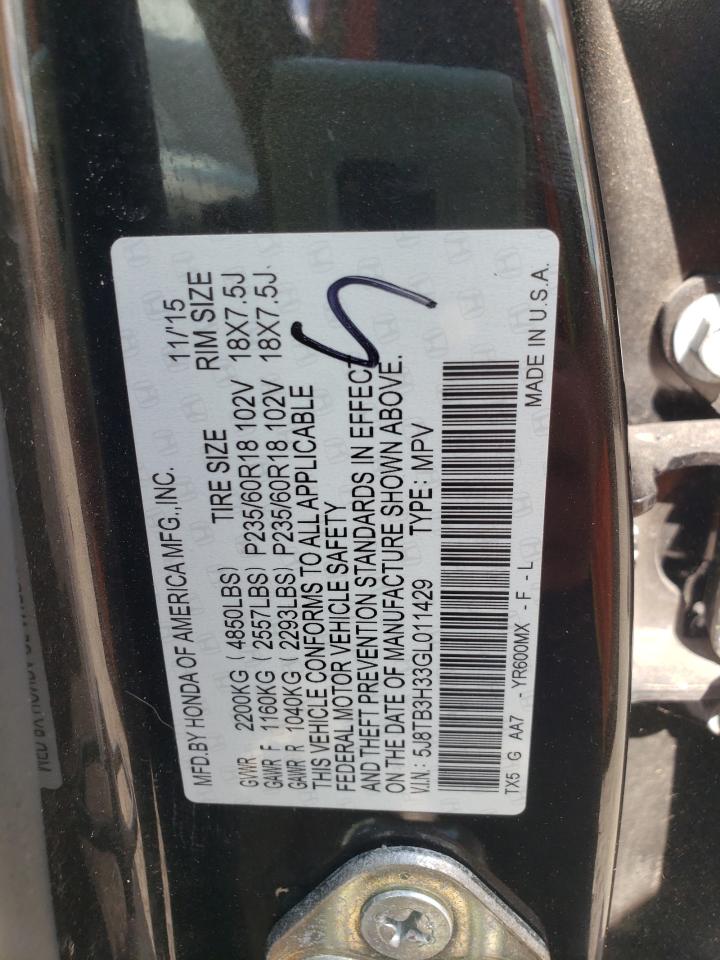 MFD. BY HONDA OF AMERICA MFG., INC. 11/'15
TIRE SIZE RIM SIZE
GVWR 2200KG ( 4850LBS)
GAWR F 1160KG ( 2557LBS) P235/60R18 102V 18X7.5J
GAWR R 1040KG ( 2293LBS) P235/60R18 102V 18X7.5J
THIS VEHICLE CONFORMS TO ALL APPLICABLE
FEDERAL MOTOR VEHICLE SAFETY
AND THEFT PREVENTION STANDARDS IN EFFECT
ON THE DATE OF MANUFACTURE SHOWN ABOVE.
V.I.N.: 5J8TB3H33GL011429 TYPE: MPV
TX5 G AA7 - YR600MX - F - L MADE IN U.S.A.